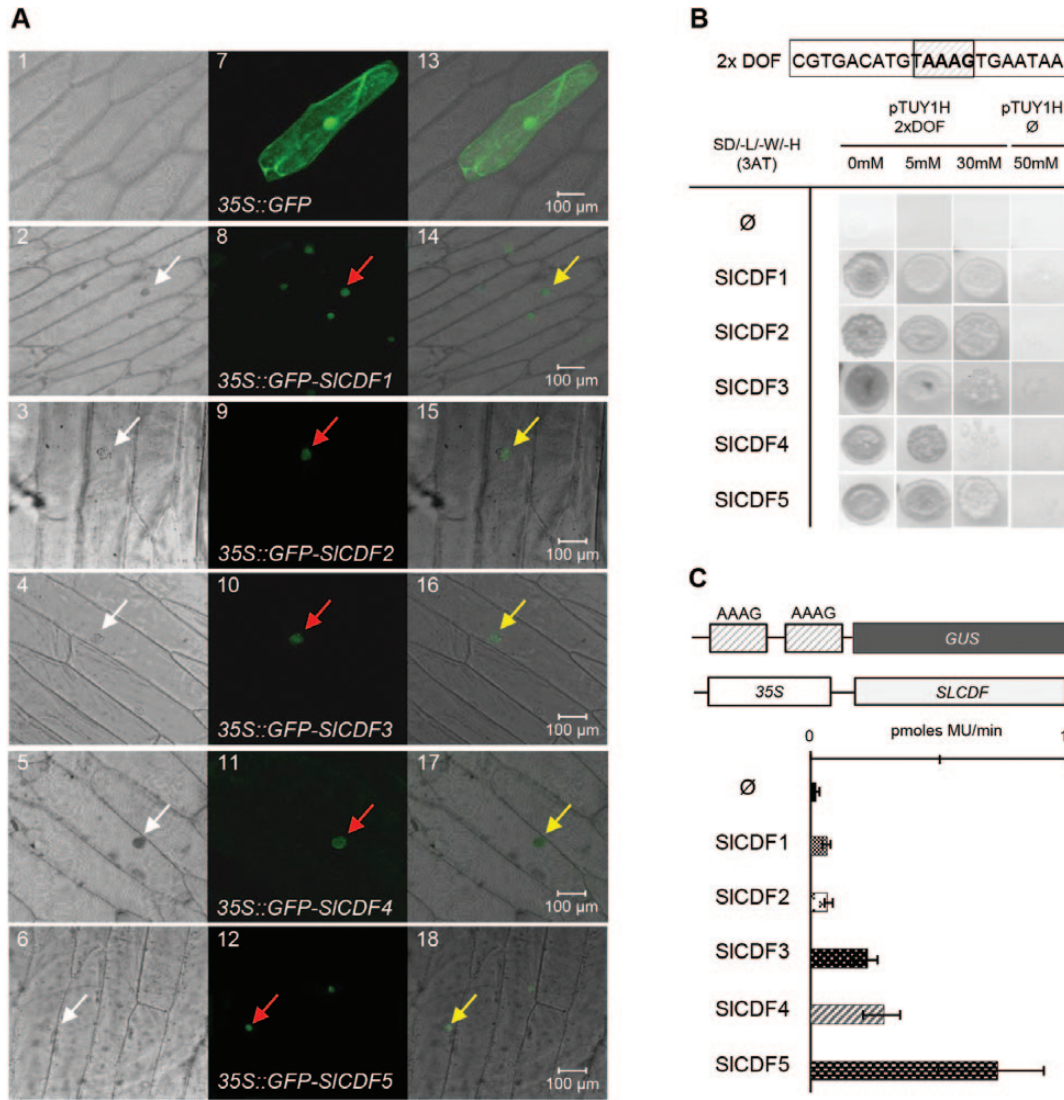 A
1
7
13
35S::GFP
100 µm
2
8
14
35S::GFP-SlCDF1
100 µm
3
9
15
35S::GFP-SlCDF2
100 µm
4
10
16
35S::GFP-SlCDF3
100 µm
5
11
17
35S::GFP-SlCDF4
100 µm
6
12
18
35S::GFP-SlCDF5
100 µm
B
2x DOF CGTGACATGTAAAGTGAATAA
pTUY1H pTUY1H
2xDOF Ø
SD/-L/-W/-H
(3AT)
0mM 5mM 30mM 50mM
Ø
SlCDF1
SlCDF2
SlCDF3
SlCDF4
SlCDF5
C
AAAG AAAG
GUS
35S SLCDF
0 pmoles MU/min 1
Ø
SlCDF1
SlCDF2
SlCDF3
SlCDF4
SlCDF5